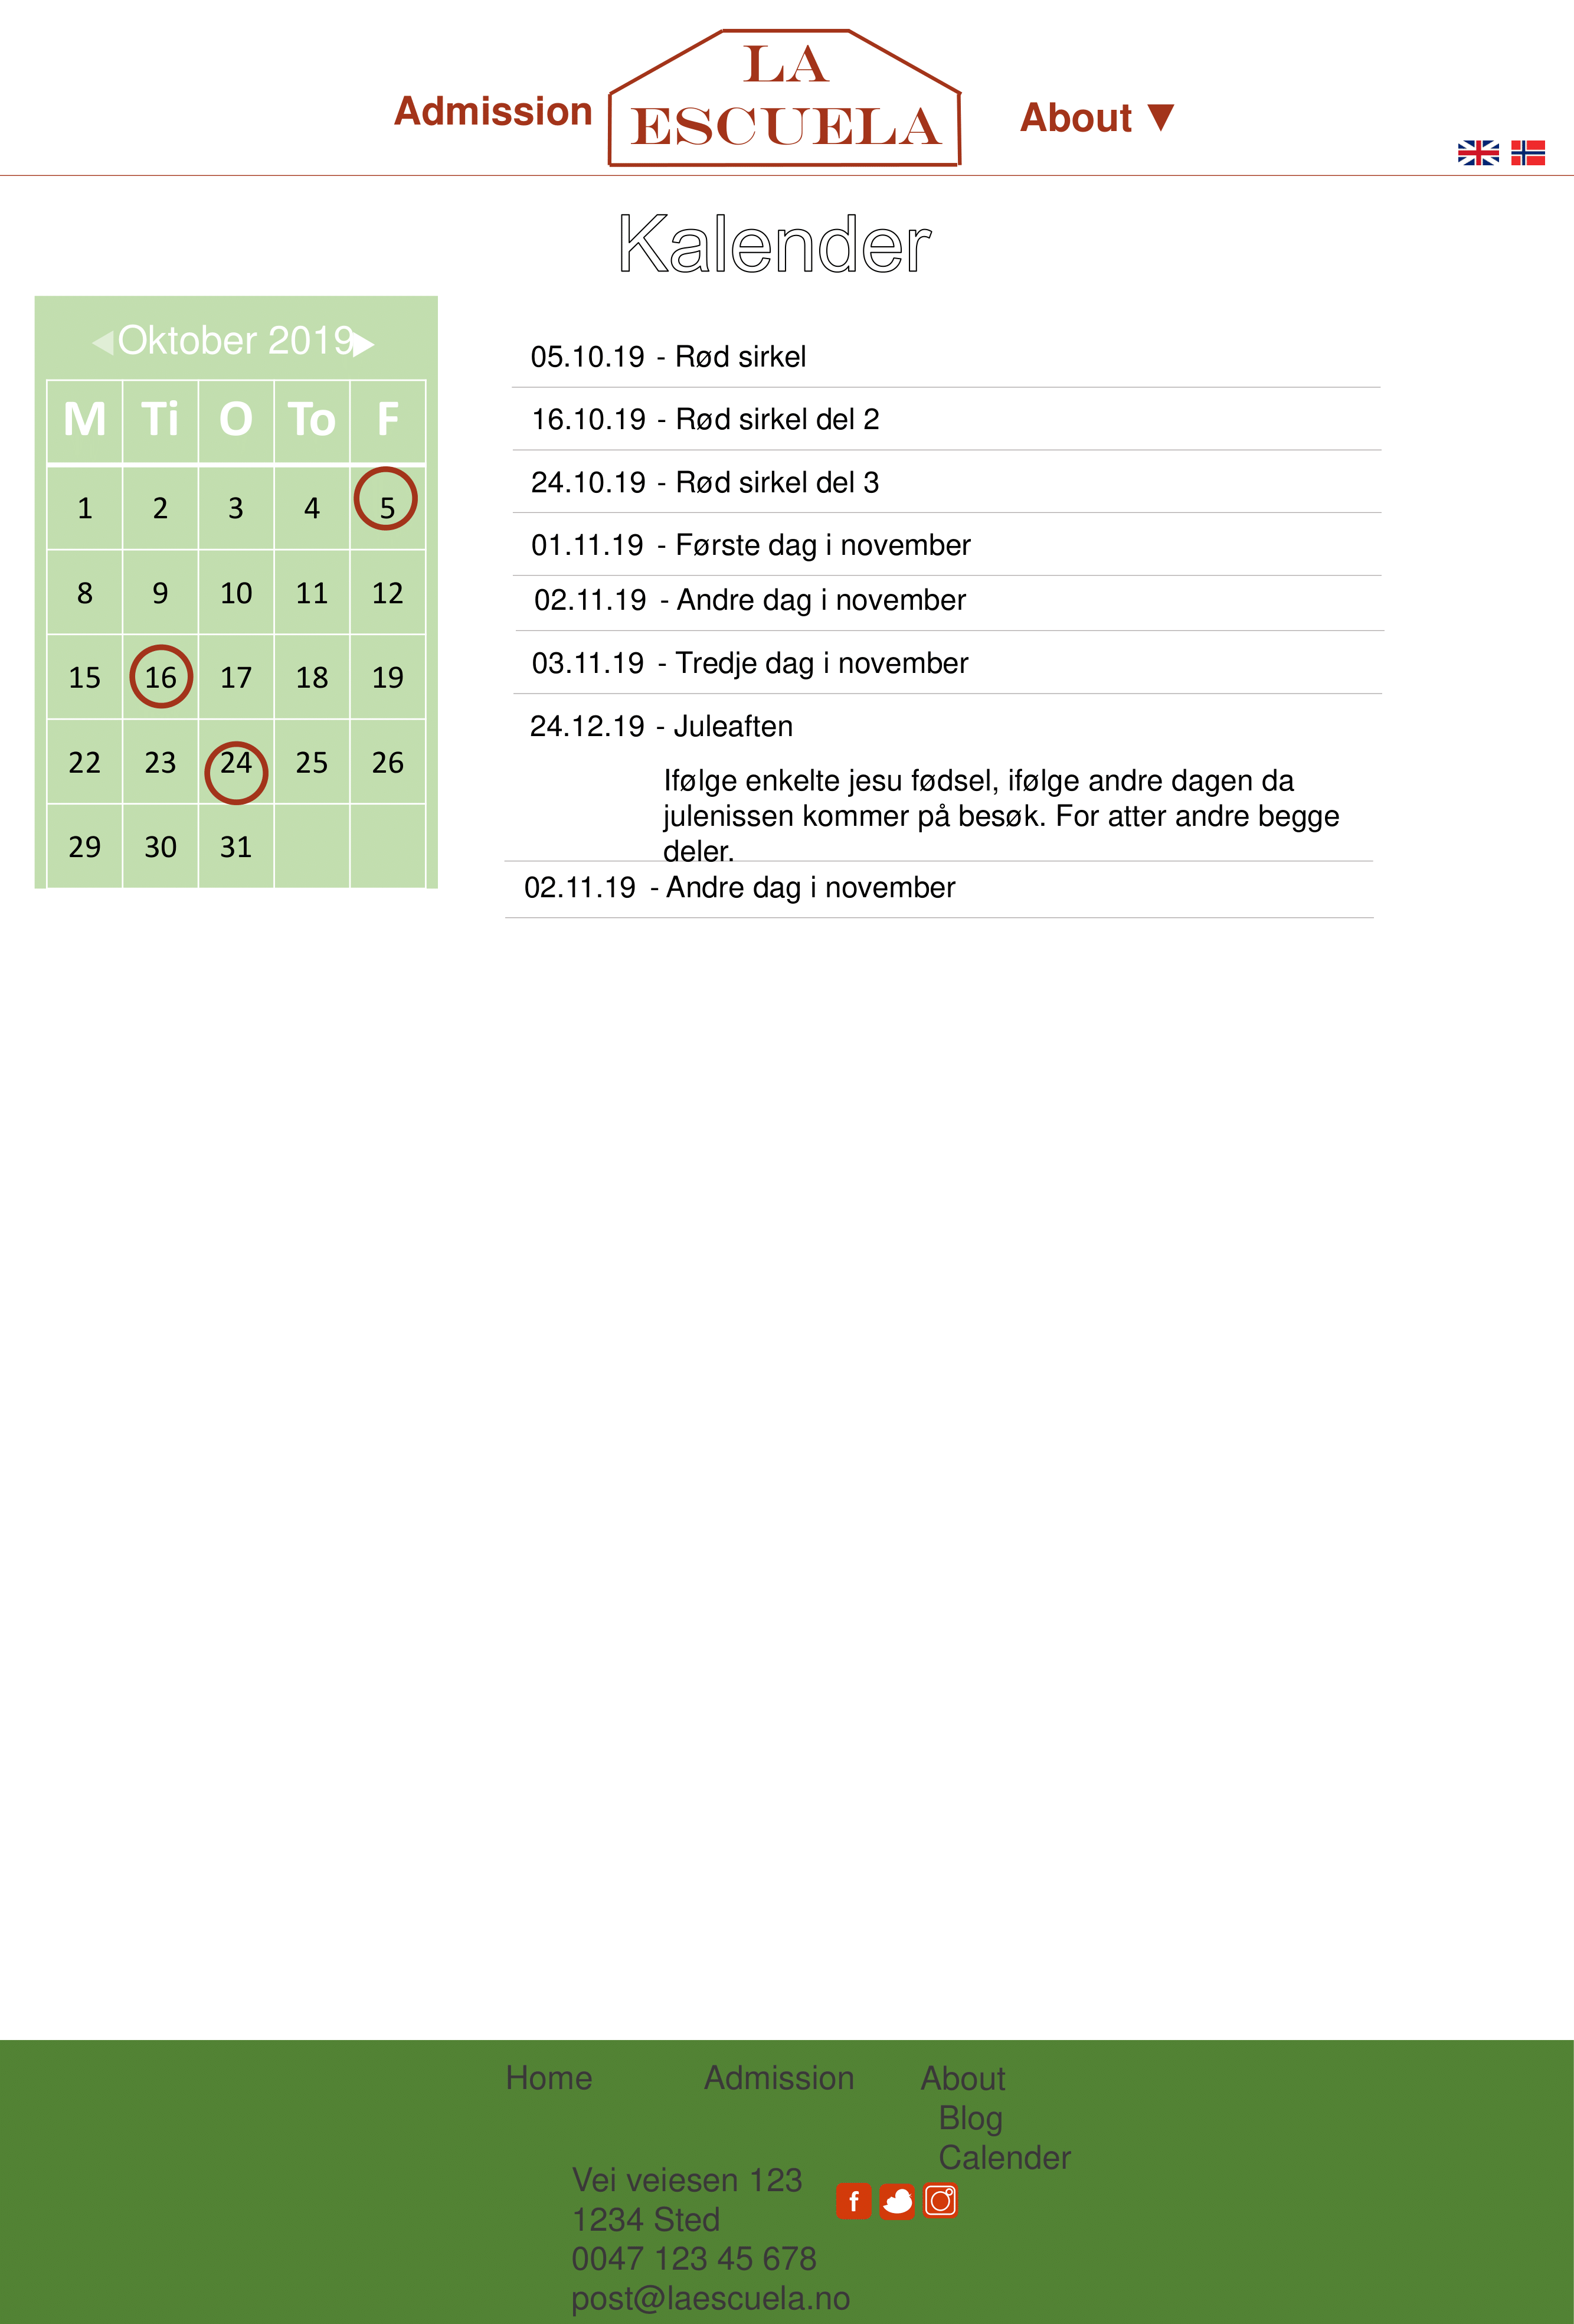 LA
ESCUELA
Admission
About ▼
Kalender
◀Oktober 2019▶
M Ti O To F
1 2 3 4 5
8 9 10 11 12
15 16 17 18 19
22 23 24 25 26
29 30 31
05.10.19 - Rød sirkel
16.10.19 - Rød sirkel del 2
24.10.19 - Rød sirkel del 3
01.11.19 - Første dag i november
02.11.19 - Andre dag i november
03.11.19 - Tredje dag i november
24.12.19 - Juleaften
Ifølge enkelte jesu fødsel, ifølge andre dagen da
julenissen kommer på besøk. For atter andre begge
deler.
02.11.19 - Andre dag i november
Home Admission About
Blog
Calender
Vei veiesen 123
1234 Sted
0047 123 45 678
post@laescuela.no
f